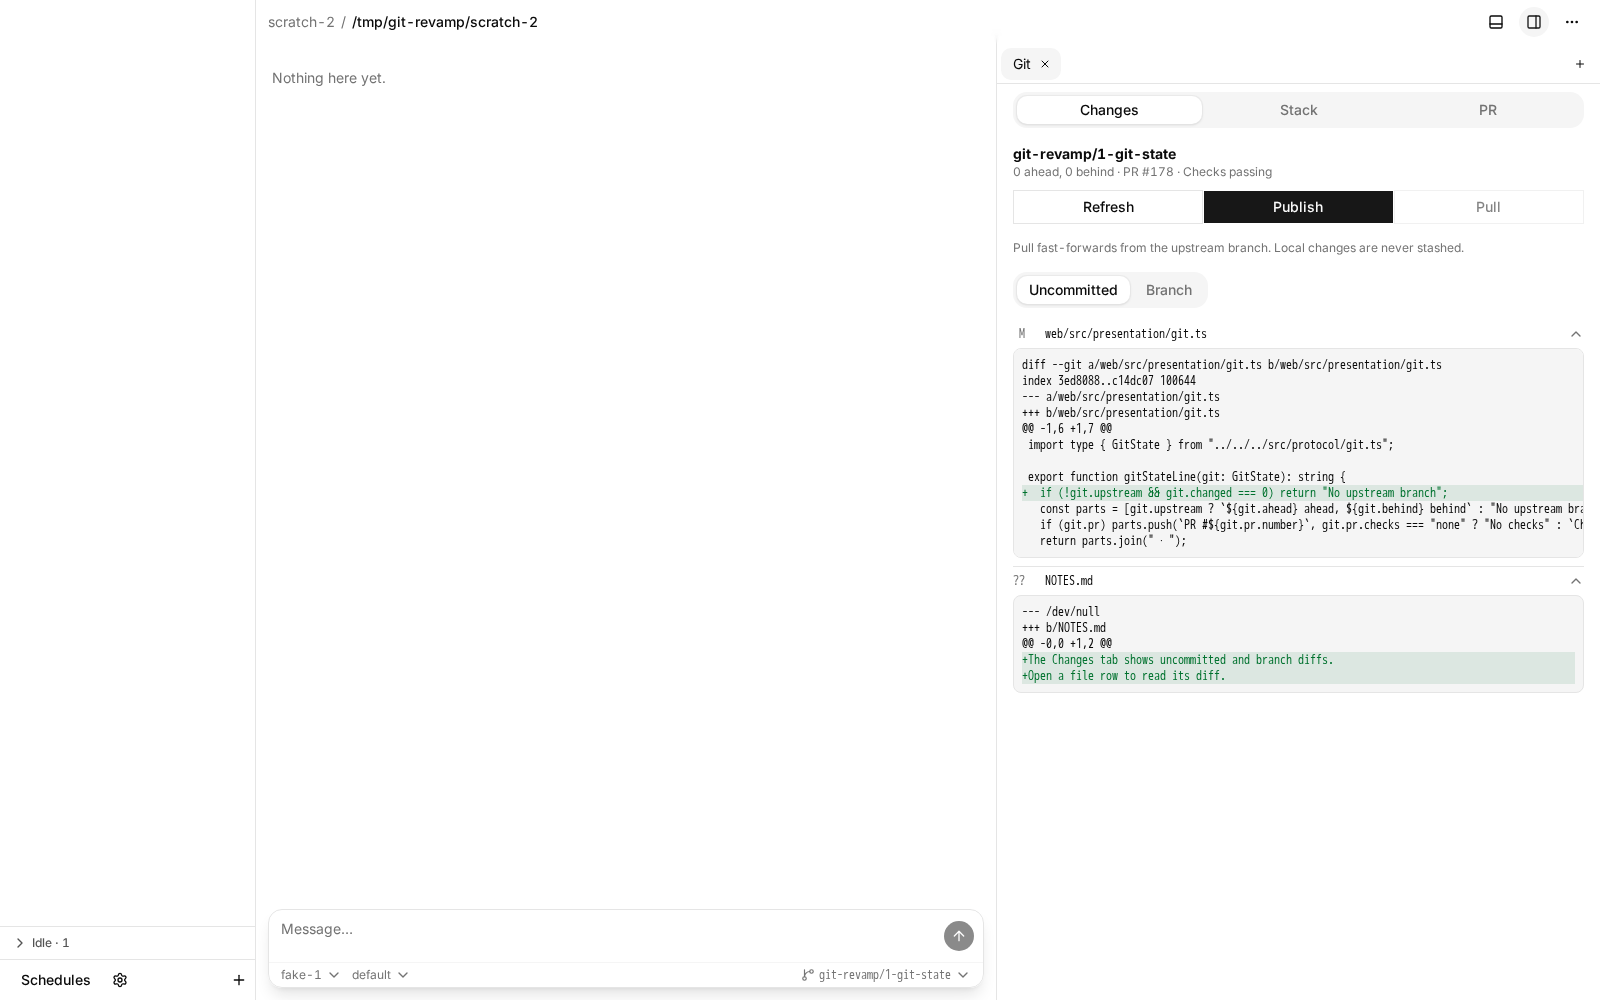 scratch-2 / /tmp/git-revamp/scratch-2
Nothing here yet.
Git
Changes Stack PR
git-revamp/1-git-state
0 ahead, 0 behind · PR #178 · Checks passing
Refresh Publish Pull
Pull fast-forwards from the upstream branch. Local changes are never stashed.
Uncommitted Branch
M web/src/presentation/git.ts
diff --git a/web/src/presentation/git.ts b/web/src/presentation/git.ts
index 3ed8088..c14dc07 100644
--- a/web/src/presentation/git.ts
+++ b/web/src/presentation/git.ts
@@ -1,6 +1,7 @@
import type { GitState } from "../../../src/protocol/git.ts";
export function gitStateLine(git: GitState): string {
+  if (!git.upstream && git.changed === 0) return "No upstream branch";
const parts = [git.upstream ? `${git.ahead} ahead, ${git.behind} behind` : "No upstream bra
if (git.pr) parts.push(`PR #${git.pr.number}`, git.pr.checks === "none" ? "No checks" : `Ch
return parts.join(" · ");
?? NOTES.md
--- /dev/null
+++ b/NOTES.md
@@ -0,0 +1,2 @@
+The Changes tab shows uncommitted and branch diffs.
+Open a file row to read its diff.
Message...
fake-1 default git-revamp/1-git-state
Idle · 1
Schedules